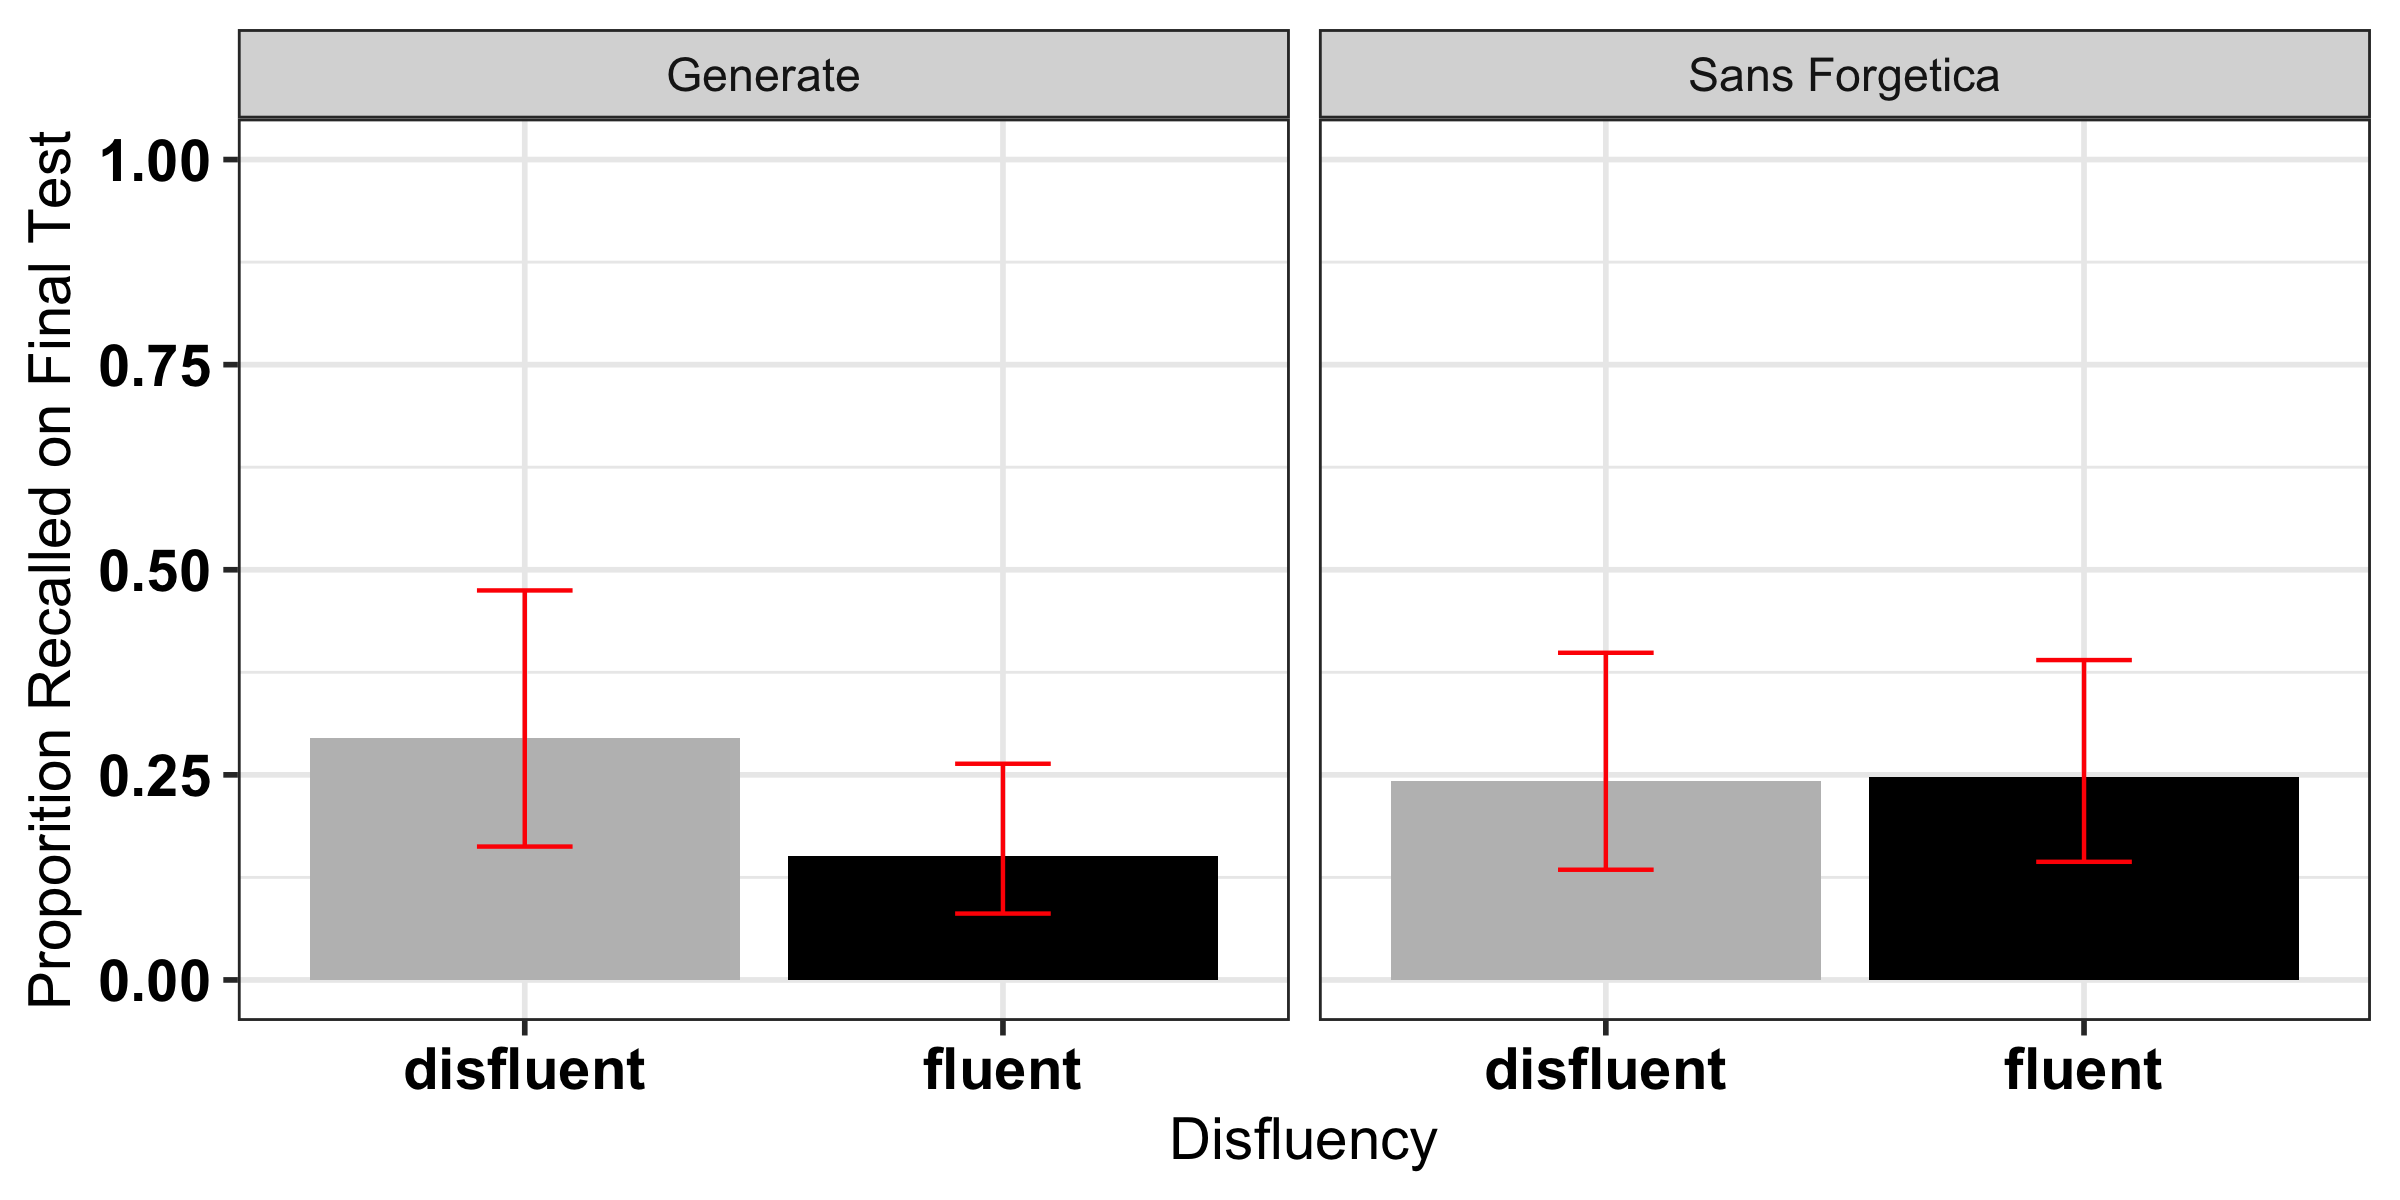 Generate
Sans Forgetica
Proporition Recalled on Final Test
1.00
0.75
0.50
0.25
0.00
disfluent
fluent
disfluent
fluent
Disfluency